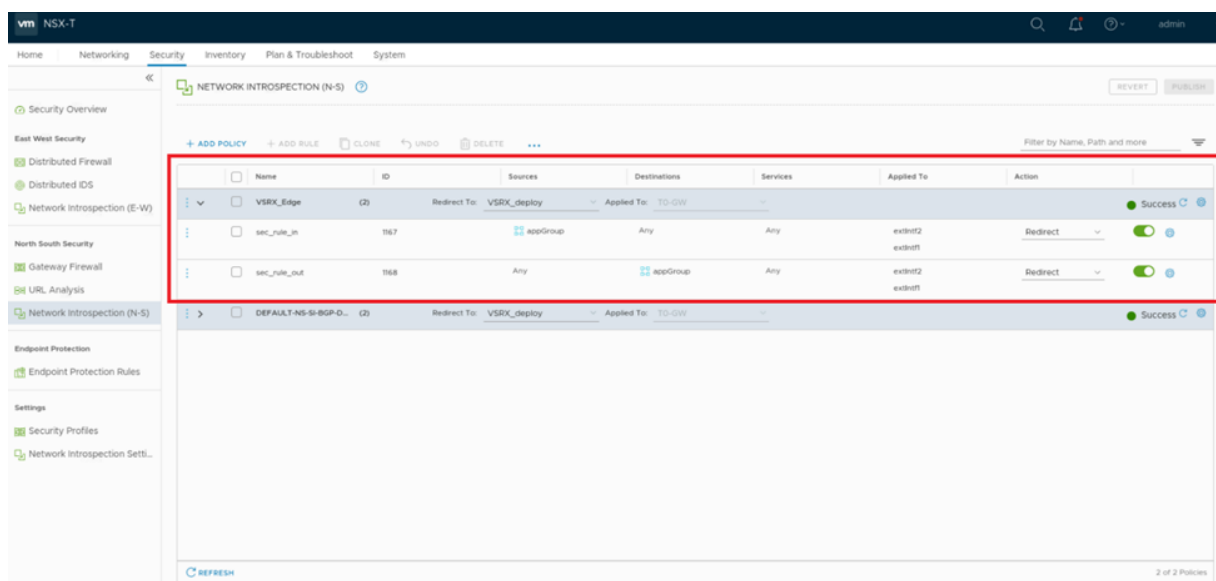 vm NSX-T admin
Home Networking Security Inventory Plan & Troubleshoot System
NETWORK INTROSPECTION (N-S) REVERT PUBLISH
Security Overview
East West Security
Distributed Firewall
Distributed IDS
Network Introspection (E-W)
North South Security
Gateway Firewall
URL Analysis
Network Introspection (N-S)
Endpoint Protection
Endpoint Protection Rules
Settings
Security Profiles
Network Introspection Setti...
+ ADD POLICY + ADD RULE CLONE UNDO DELETE ... Filter by Name, Path and more
Name ID Sources Destinations Services Applied To Action
VSRX_Edge (2) Redirect To: VSRX_deploy Applied To: TO-GW Success
sec_rule_in 1167 appGroup Any Any extIntf2 Redirect
extIntf1
sec_rule_out 1168 Any appGroup Any extIntf2 Redirect
extIntf1
DEFAULT-NS-SI-BGP-D... (2) Redirect To: VSRX_deploy Applied To: TO-GW Success
REFRESH 2 of 2 Policies